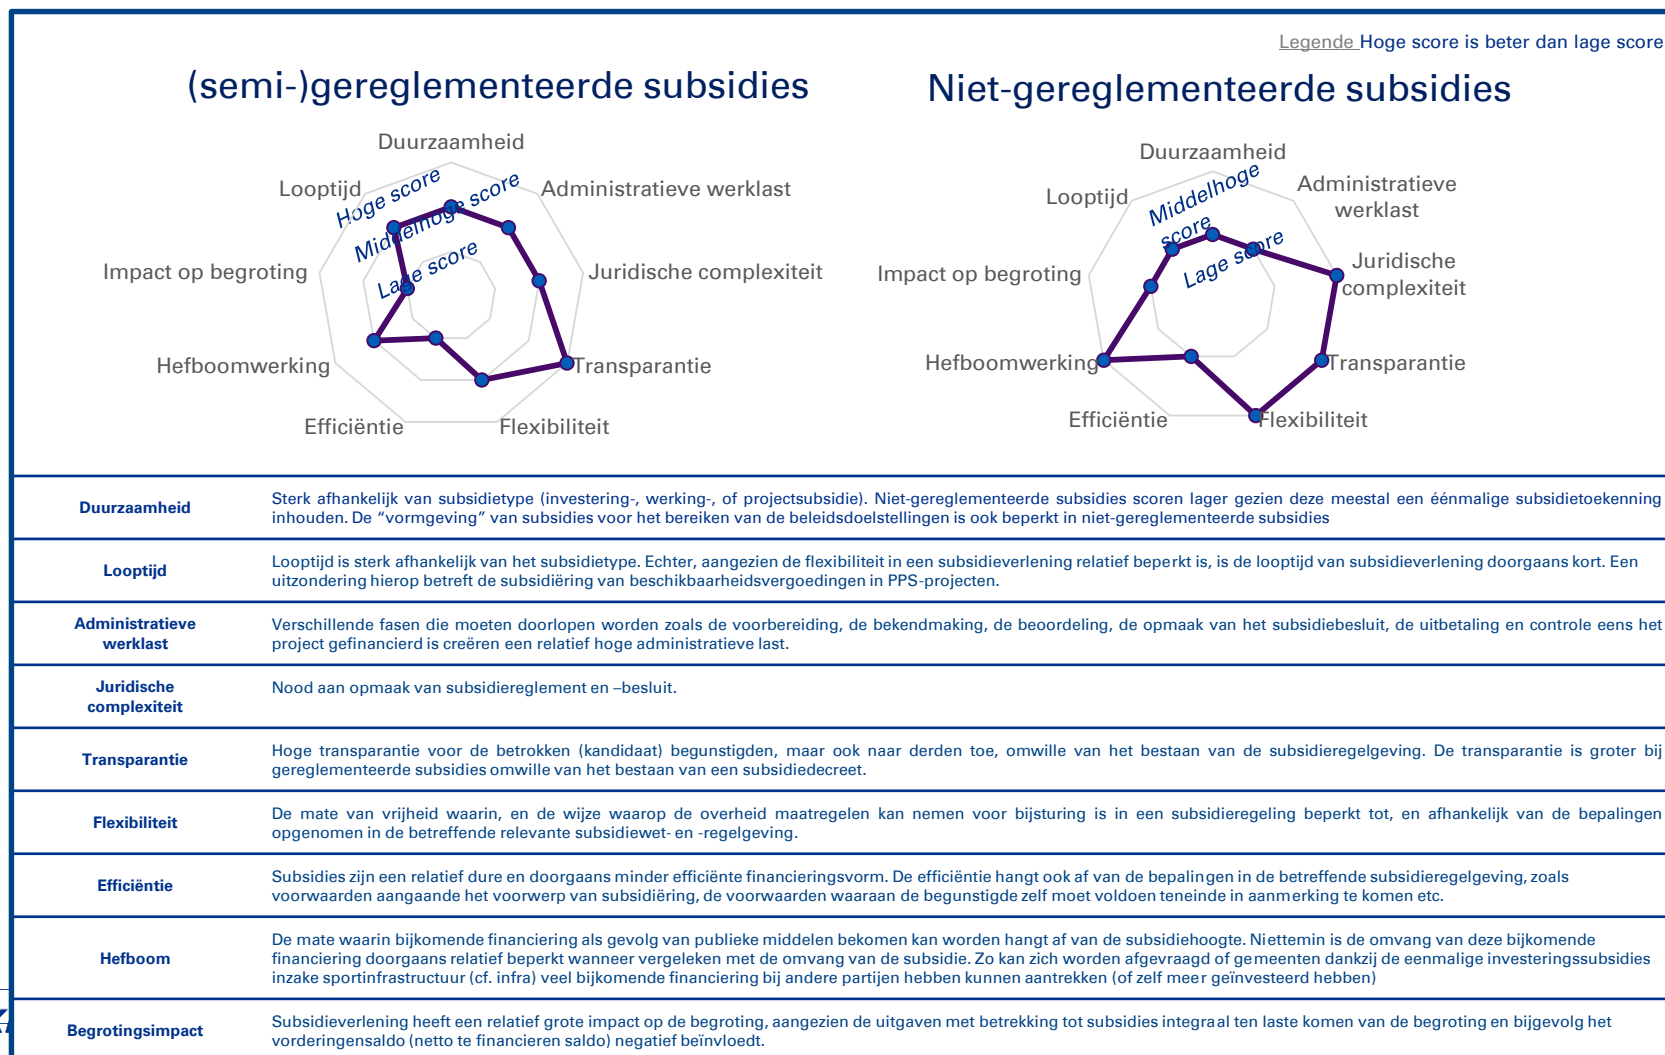 Legende Hoge score is beter dan lage score
(semi-)gereglementeerde subsidies
Niet-gereglementeerde subsidies
Duurzaamheid
Looptijd
Hoge score
Middelhoge score
Lage score
Administratieve werklast
Impact op begroting
Juridische complexiteit
Hefboomwerking
Transparantie
Efficiëntie
Flexibiliteit
Duurzaamheid
Looptijd
Middelhoge
score
Lage score
Administratieve
werklast
Impact op begroting
Juridische
complexiteit
Hefboomwerking
Transparantie
Efficiëntie
Flexibiliteit
Duurzaamheid
Sterk afhankelijk van subsidietype (investering-, werking-, of projectsubsidie). Niet-gereglementeerde subsidies scoren lager gezien deze meestal een éénmalige subsidietoekenning
inhouden. De “vormgeving” van subsidies voor het bereiken van de beleidsdoelstellingen is ook beperkt in niet-gereglementeerde subsidies
Looptijd
Looptijd is sterk afhankelijk van het subsidietype. Echter, aangezien de flexibiliteit in een subsidieverlening relatief beperkt is, is de looptijd van subsidieverlening doorgaans kort. Een
uitzondering hierop betreft de subsidiëring van beschikbaarheidsvergoedingen in PPS-projecten.
Administratieve
werklast
Verschillende fasen die moeten doorlopen worden zoals de voorbereiding, de bekendmaking, de beoordeling, de opmaak van het subsidiebesluit, de uitbetaling en controle eens het
project gefinancierd is creëren een relatief hoge administratieve last.
Juridische
complexiteit
Nood aan opmaak van subsidiereglement en –besluit.
Transparantie
Hoge transparantie voor de betrokken (kandidaat) begunstigden, maar ook naar derden toe, omwille van het bestaan van de subsidieregelgeving. De transparantie is groter bij
gereglementeerde subsidies omwille van het bestaan van een subsidiedecreet.
Flexibiliteit
De mate van vrijheid waarin, en de wijze waarop de overheid maatregelen kan nemen voor bijsturing is in een subsidieregeling beperkt tot, en afhankelijk van de bepalingen
opgenomen in de betreffende relevante subsidiewet- en -regelgeving.
Efficiëntie
Subsidies zijn een relatief dure en doorgaans minder efficiënte financieringsvorm. De efficiëntie hangt ook af van de bepalingen in de betreffende subsidieregelgeving, zoals
voorwaarden aangaande het voorwerp van subsidiëring, de voorwaarden waaraan de begunstigde zelf moet voldoen teneinde in aanmerking te komen etc.
Hefboom
De mate waarin bijkomende financiering als gevolg van publieke middelen bekomen kan worden hangt af van de subsidiehoogte. Niettemin is de omvang van deze bijkomende
financiering doorgaans relatief beperkt wanneer vergeleken met de omvang van de subsidie. Zo kan zich worden afgevraagd of gemeenten dankzij de eenmalige investeringssubsidies
inzake sportinfrastructuur (cf. infra) veel bijkomende financiering bij andere partijen hebben kunnen aantrekken (of zelf meer geïnvesteerd hebben)
Begrotingsimpact
Subsidieverlening heeft een relatief grote impact op de begroting, aangezien de uitgaven met betrekking tot subsidies integraal ten laste komen van de begroting en bijgevolg het
vorderingensaldo (netto te financieren saldo) negatief beïnvloedt.